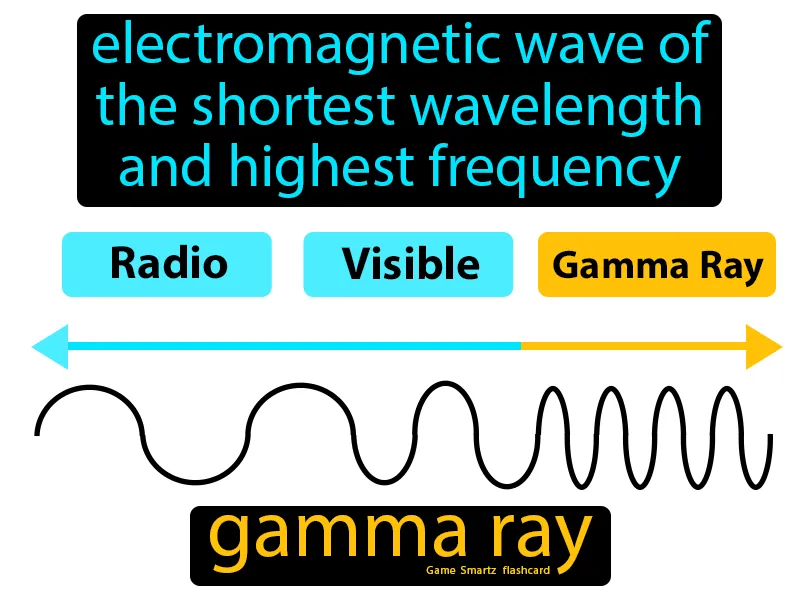 electromagnetic wave of
the shortest wavelength
and highest frequency
Radio
Visible
Gamma Ray
gamma ray
Game Smartz flashcard